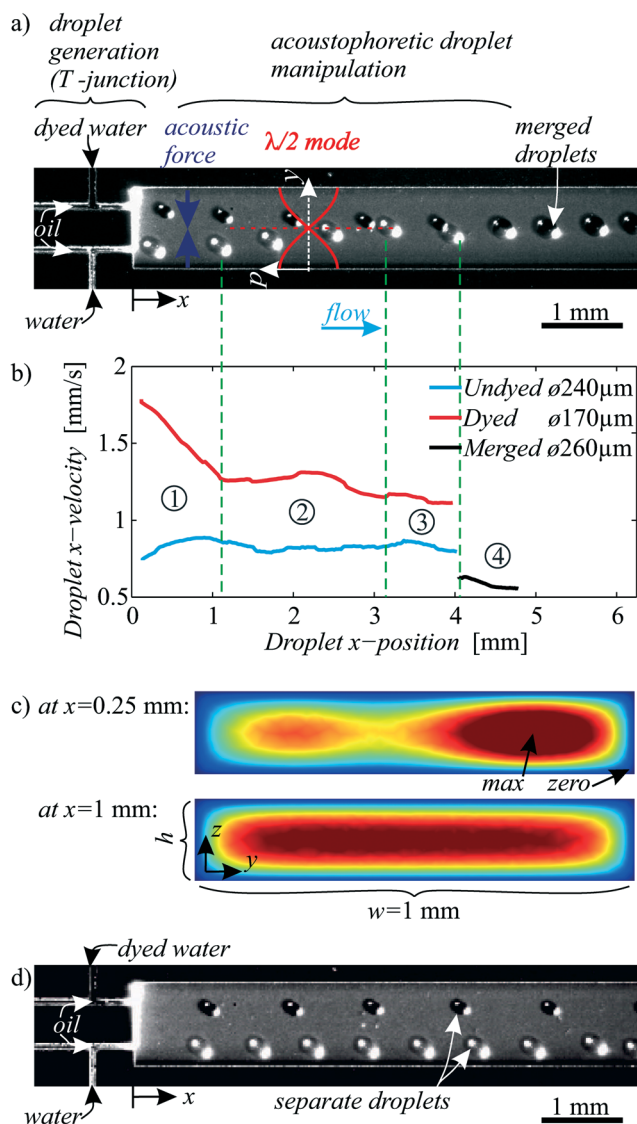 a)
droplet
generation
(T -junction)
acoustophoretic droplet
manipulation
dyed water
acoustic
force
λ/2 mode
merged
droplets
oil
y
p
water
x
flow
1 mm
b)
Droplet x−velocity [mm/s]
2
1.5
1
0.5
Undyed ø240µm
Dyed ø170µm
Merged ø260µm
1
2
3
4
0 1 2 3 4 5 6
Droplet x−position [mm]
c)
at x=0.25 mm:
max
zero
at x=1 mm:
h
z
y
w=1 mm
dyed water
d)
oil
water
x
separate droplets
1 mm